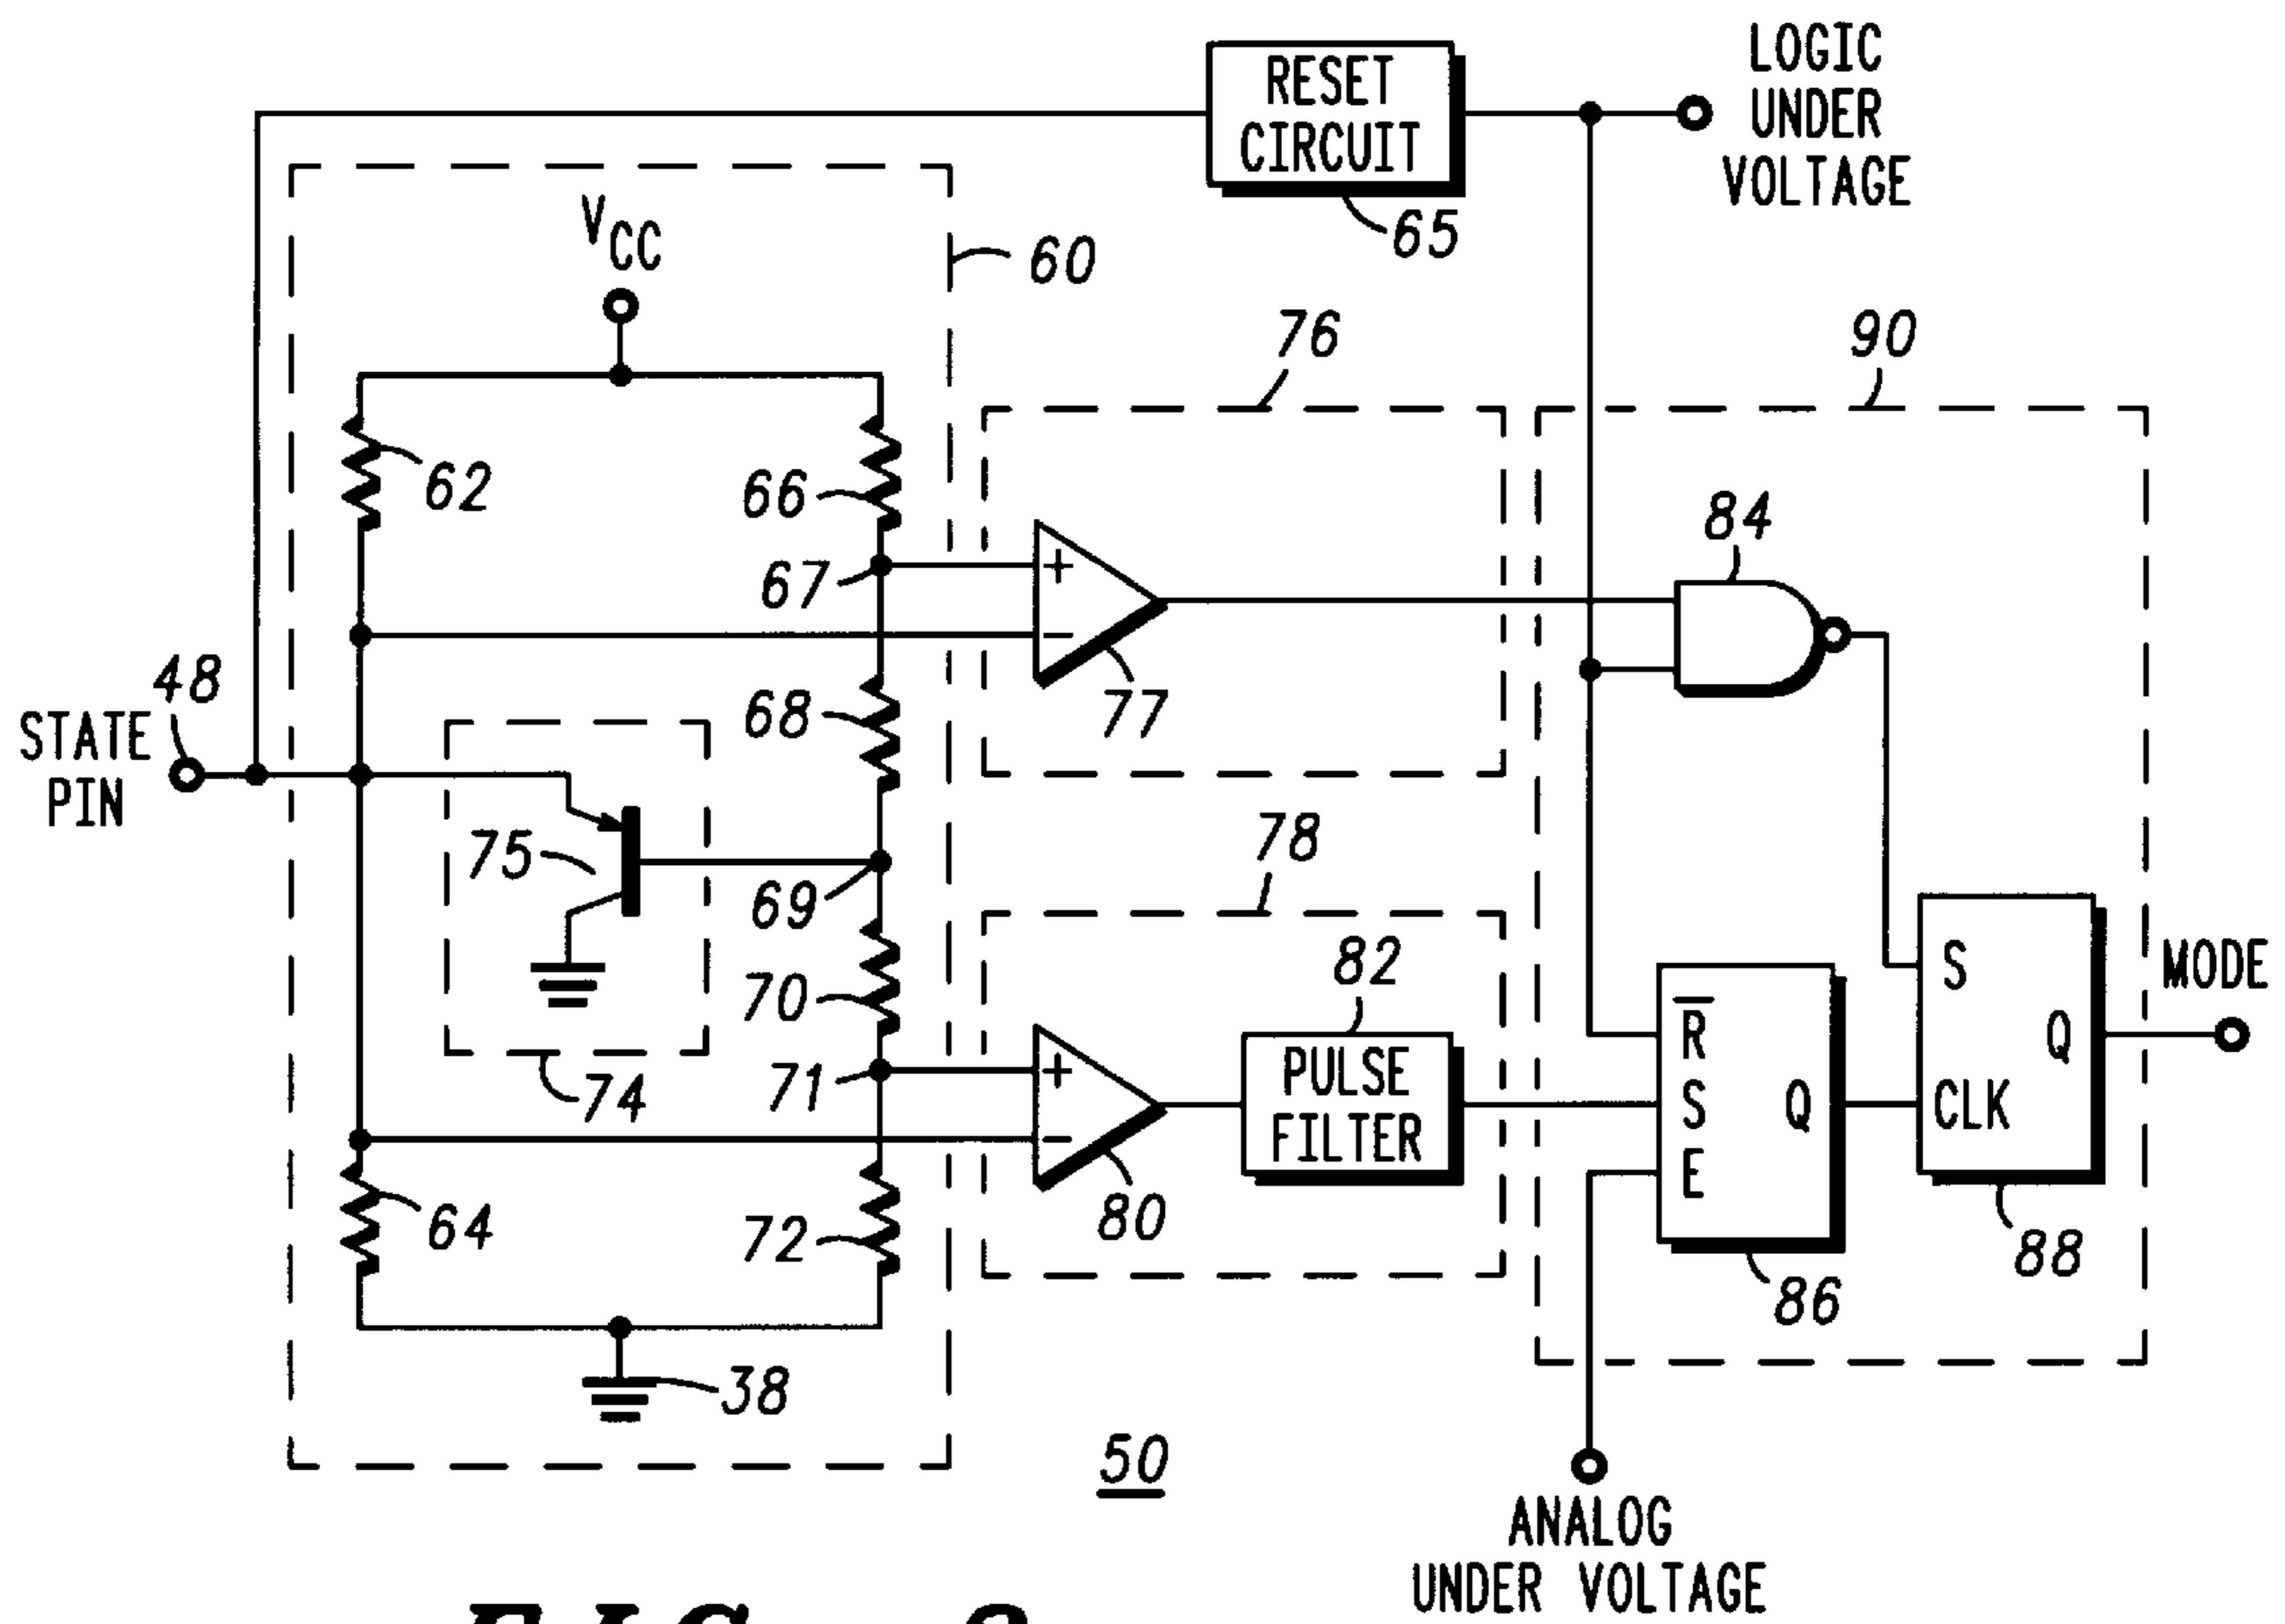 RESET
CIRCUIT
LOGIC
UNDER
VOLTAGE
65
VCC
60
76
90
62
66
84
67
+
−
77
48
STATE
PIN
68
75
69
78
82
70
PULSE
FILTER
71
+
−
74
80
64
72
R
S
E
Q
86
S
CLK
Q
88
MODE
38
50
ANALOG
UNDER VOLTAGE